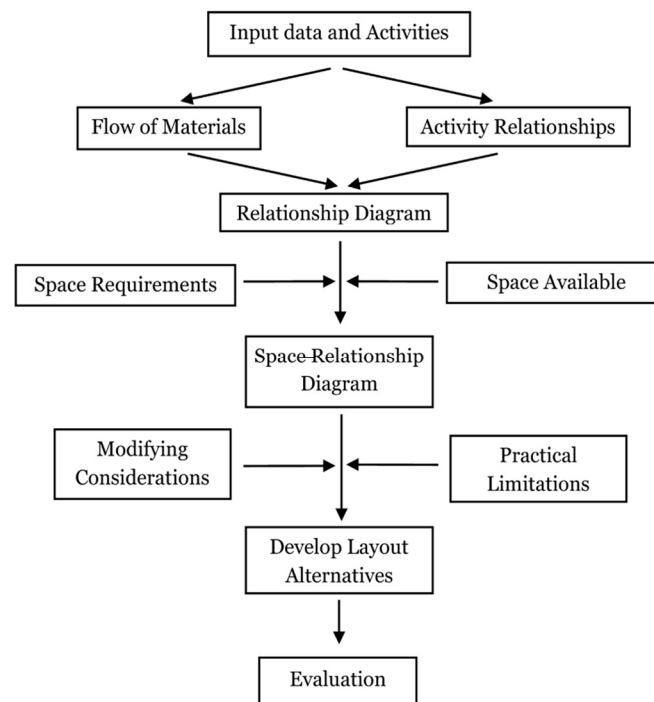 Input data and Activities
Flow of Materials
Activity Relationships
Relationship Diagram
Space Requirements
Space Available
Space-Relationship
Diagram
Modifying
Considerations
Practical
Limitations
Develop Layout
Alternatives
Evaluation